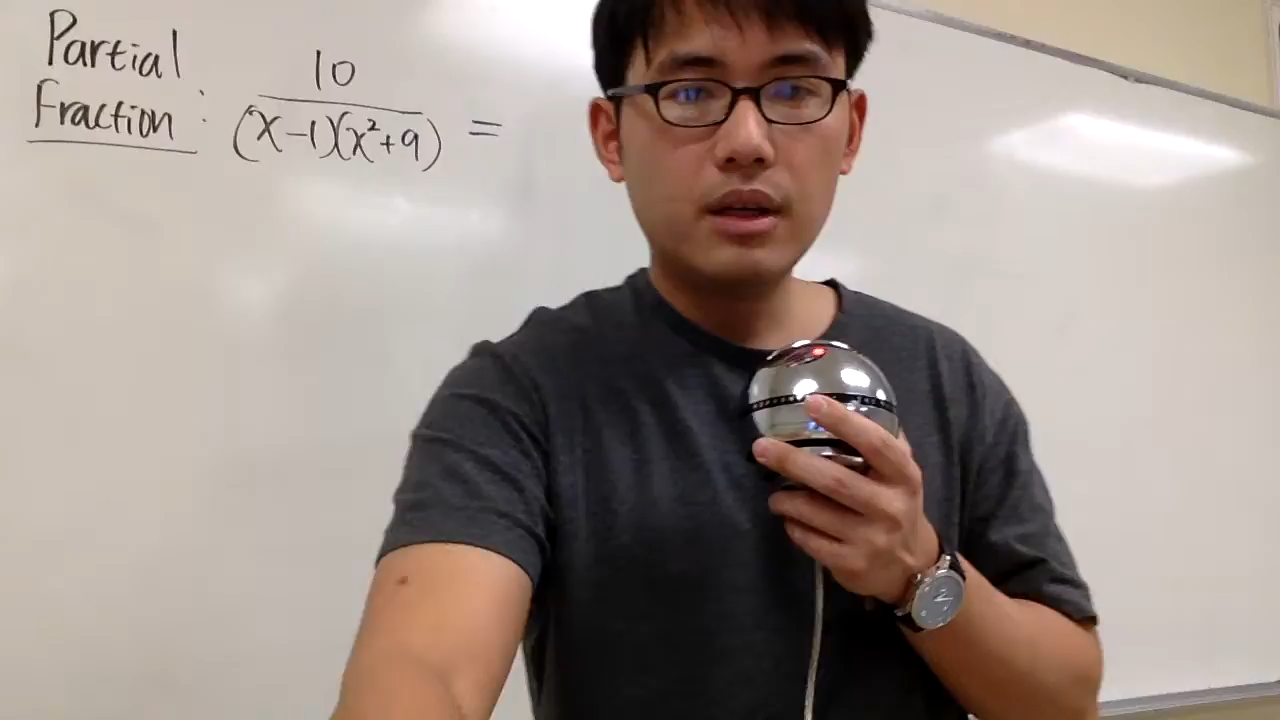 Partial
Fraction : 10
(x-1)(x²+9) =